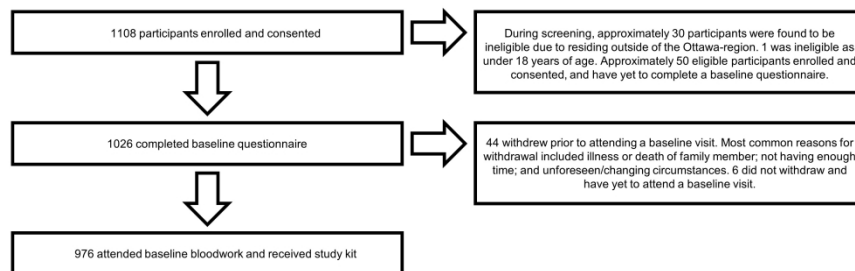 1108 participants enrolled and consented
During screening, approximately 30 participants were found to be
ineligible due to residing outside of the Ottawa-region. 1 was ineligible as
under 18 years of age. Approximately 50 eligible participants enrolled and
consented, and have yet to complete a baseline questionnaire.
1026 completed baseline questionnaire
44 withdrew prior to attending a baseline visit. Most common reasons for
withdrawal included illness or death of family member; not having enough
time; and unforeseen/changing circumstances. 6 did not withdraw and
have yet to attend a baseline visit.
976 attended baseline bloodwork and received study kit